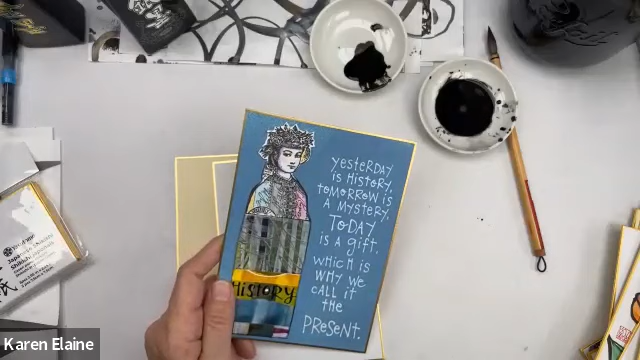 yesterday
is History,
tomorrow is
a mystery.
Today
is a gift.
which is
why we
call it
the
Present.
History
Karen Elaine